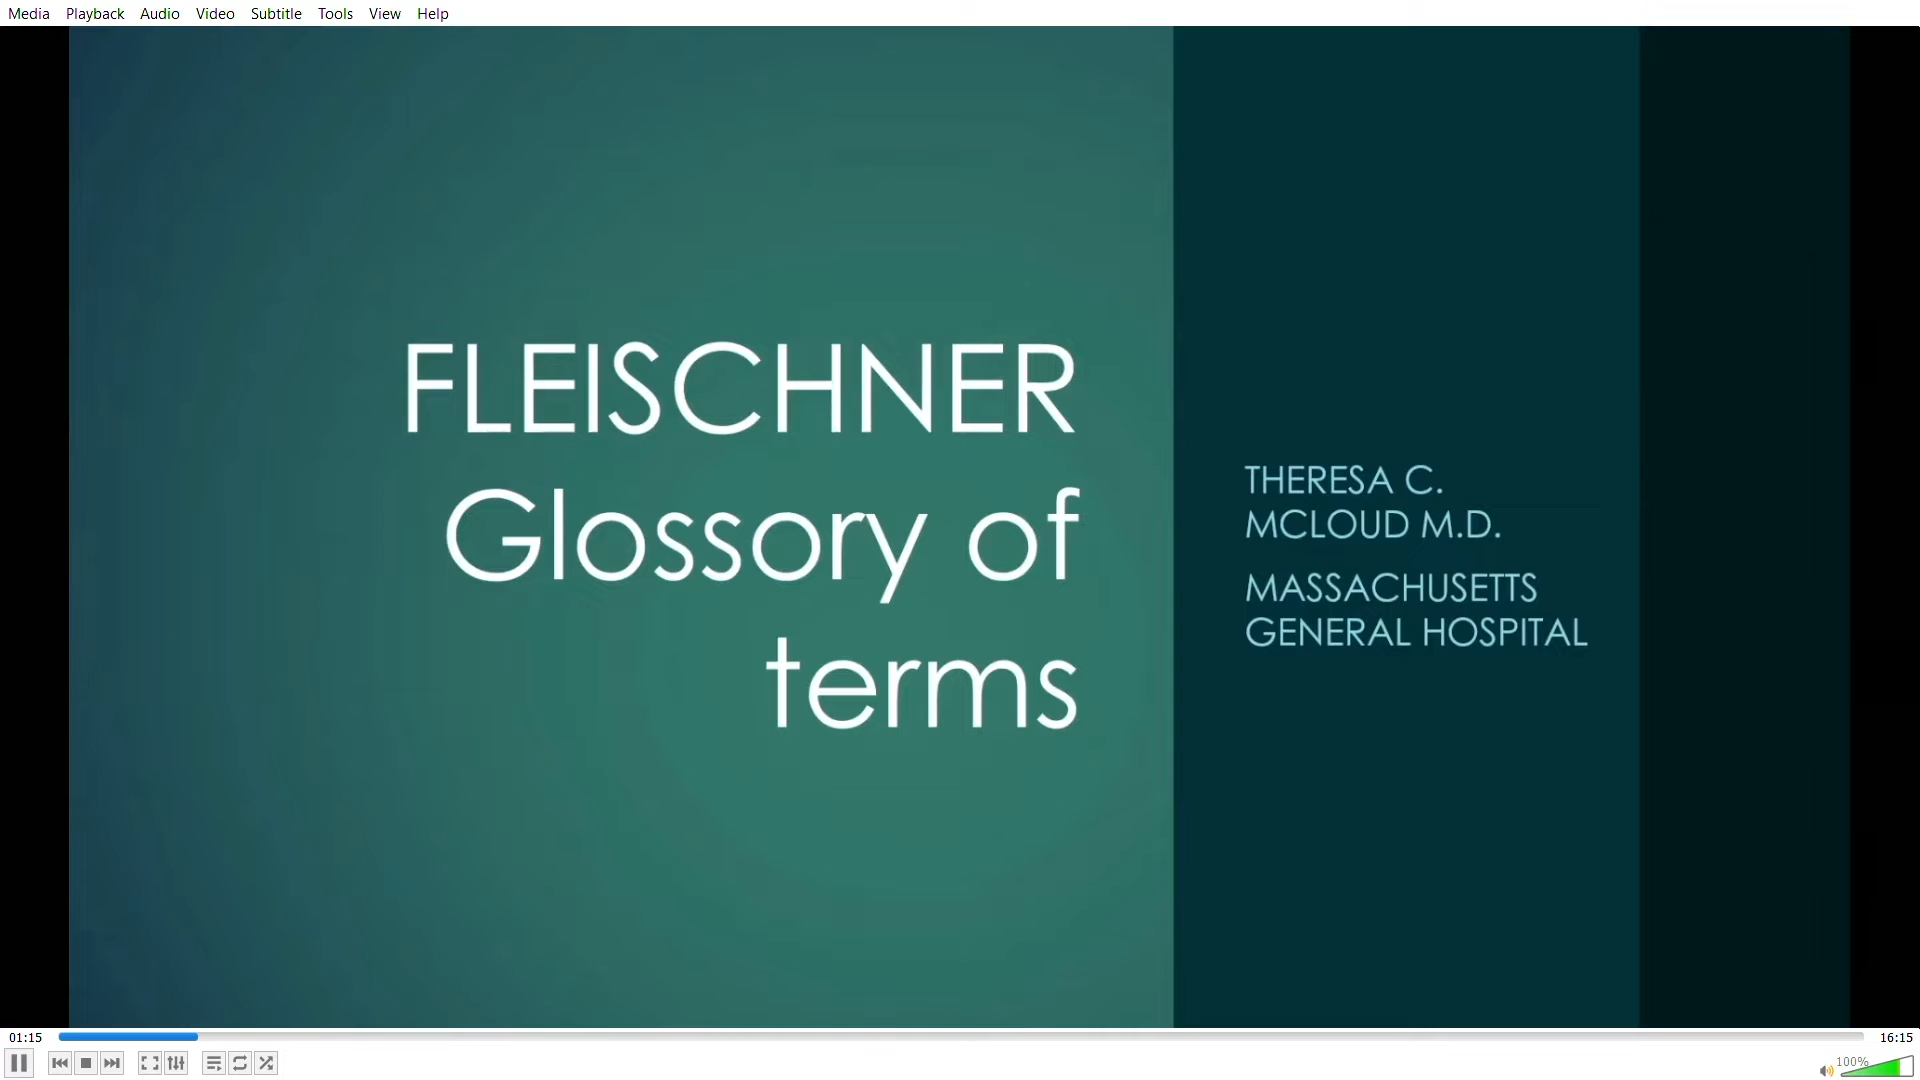 Media Playback Audio Video Subtitle Tools View Help
FLEISCHNER
Glossory of
terms
THERESA C.
MCLOUD M.D.
MASSACHUSETTS
GENERAL HOSPITAL
01:15
16:15
100%